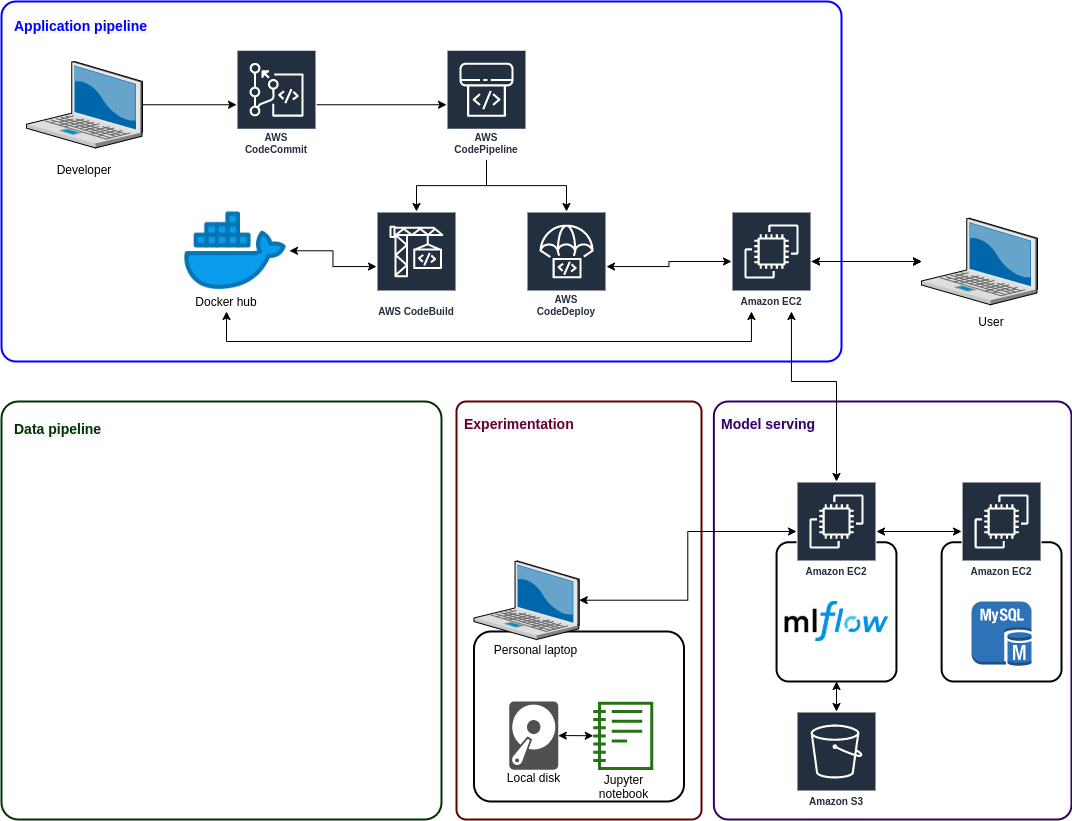 Application pipeline
Developer
AWS
CodeCommit
AWS
CodePipeline
Docker hub
AWS CodeBuild
AWS
CodeDeploy
Amazon EC2
User
Data pipeline
Experimentation
Personal laptop
Local disk
Jupyter
notebook
Model serving
Amazon EC2
mlflow
Amazon EC2
MySQL
M
Amazon S3